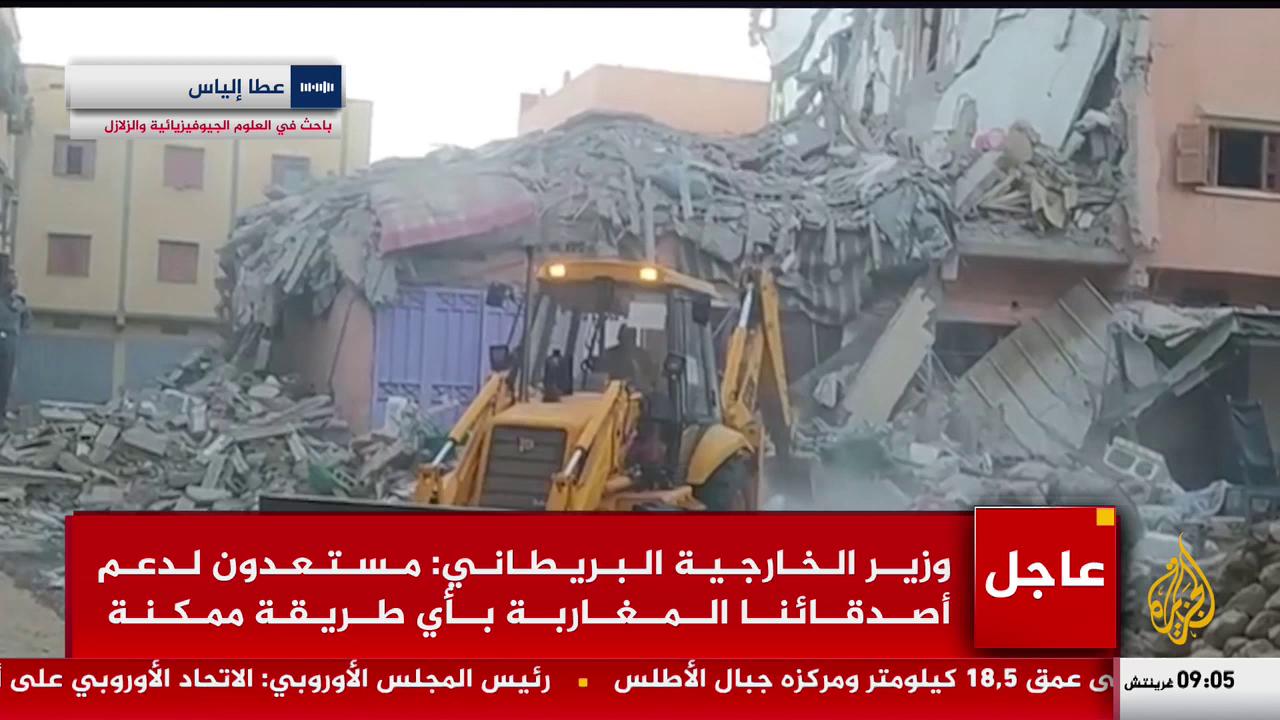 عطا إلياس
باحث في العلوم الجيوفيزيائية والزلازل
عاجل
وزير الخارجية البريطاني: مستعدون لدعم
أصدقائنا المغاربة بأي طريقة ممكنة
الجزيرة
عمق 18,5 كيلومتر ومركزه جبال الأطلس ▪ رئيس المجلس الأوروبي: الاتحاد الأوروبي على
09:05 غرينتش